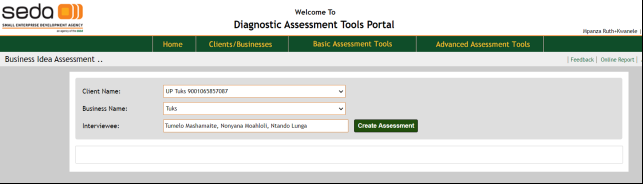 seda
SMALL ENTERPRISE DEVELOPMENT AGENCY
Welcome To
Diagnostic Assessment Tools Portal
Mpanza Ruth+Kwanele |
Home Clients/Businesses Basic Assessment Tools Advanced Assessment Tools
Business Idea Assessment ..
| Feedback | Online Report | .
Client Name: UP Tuks 9001065857087
Business Name: Tuks
Interviewee: Tumelo Mashamaite, Nonyana Moahloli, Ntando Lunga Create Assessment